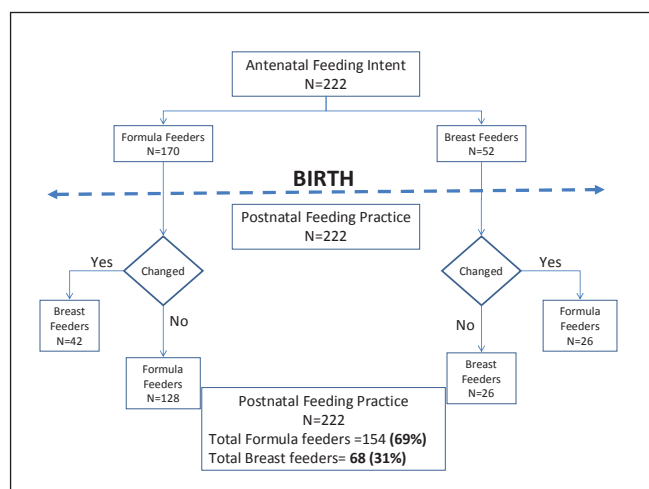 Antenatal Feeding Intent
N=222
Formula Feeders
N=170
Breast Feeders
N=52
BIRTH
Postnatal Feeding Practice
N=222
Yes
Changed
Changed
Yes
Breast
Feeders
N=42
No
No
Formula
Feeders
N=26
Formula
Feeders
N=128
Breast
Feeders
N=26
Postnatal Feeding Practice
N=222
Total Formula feeders =154 (69%)
Total Breast feeders= 68 (31%)